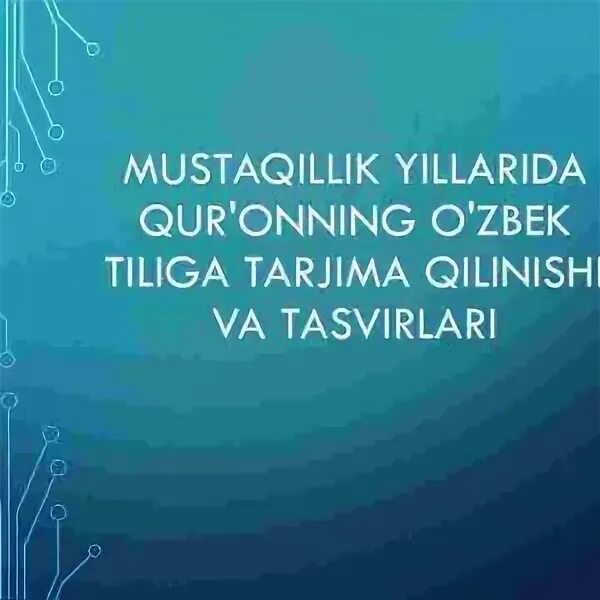 MUSTAQILLIK YILLARIDA
QUR'ONNING O'ZBEK
TILIGA TARJIMA QILINISHI
VA TASVIRLARI